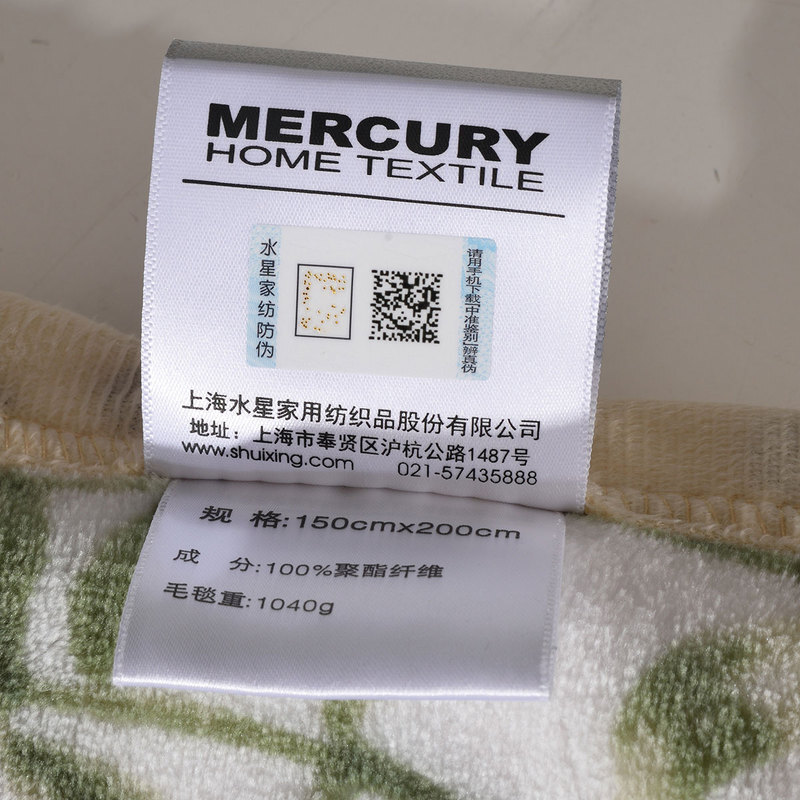 MERCURY
HOME TEXTILE
水星家纺防伪
请用手机下载[中准鉴别]辨真伪
上海水星家用纺织品股份有限公司
地址：上海市奉贤区沪杭公路1487号
www.shuixing.com 021-57435888
规 格:150cmx200cm
成 分:100%聚酯纤维
毛毯重:1040g